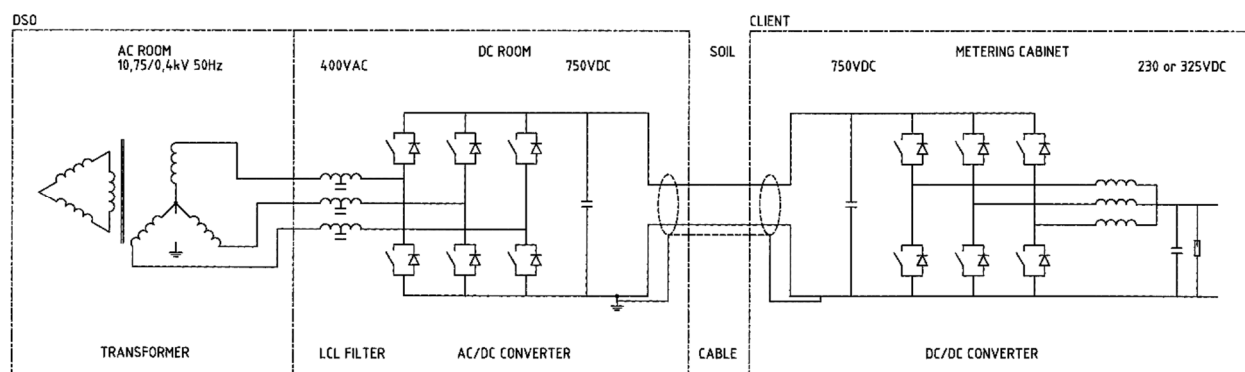 DSO
CLIENT
AC ROOM
10,75/0,4kV 50Hz
DC ROOM
400VAC
750VDC
SOIL
METERING CABINET
750VDC
230 or 325VDC
TRANSFORMER
LCL FILTER
AC/DC CONVERTER
CABLE
DC/DC CONVERTER